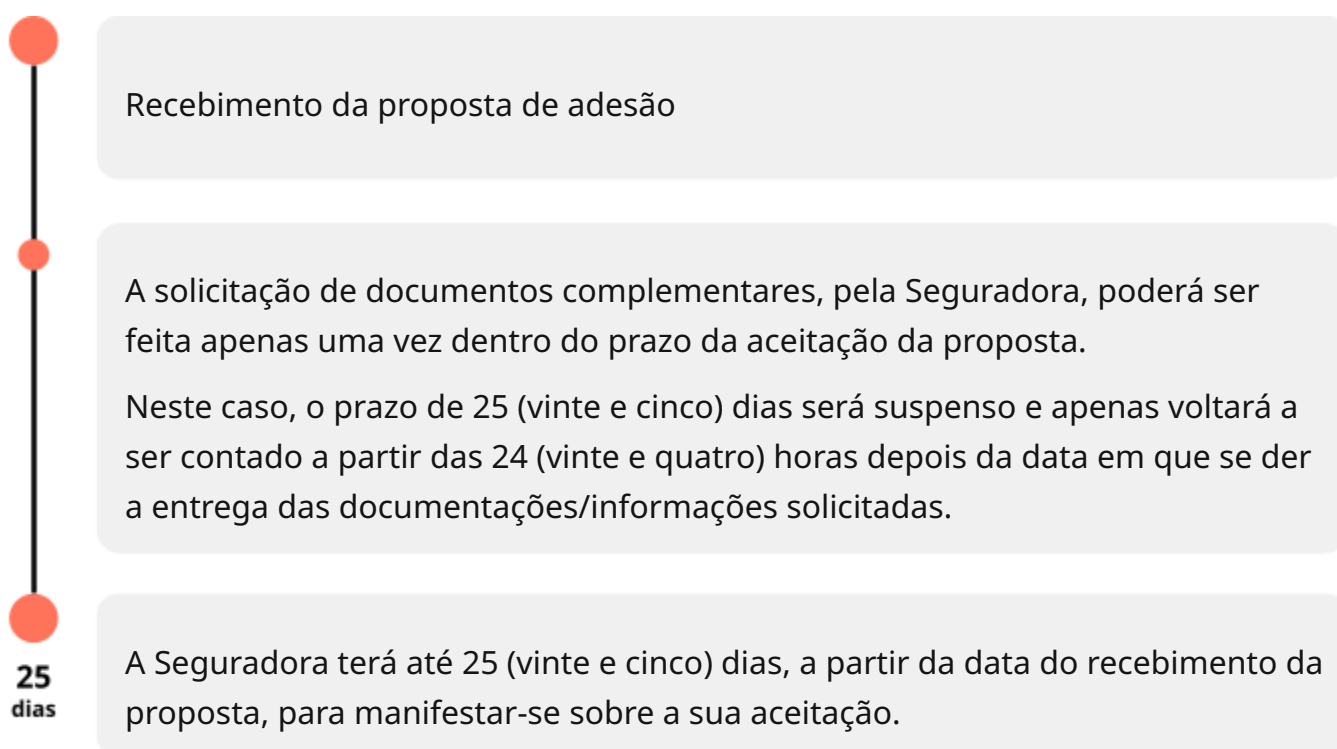 Recebimento da proposta de adesão
A solicitação de documentos complementares, pela Seguradora, poderá ser
feita apenas uma vez dentro do prazo da aceitação da proposta.
Neste caso, o prazo de 25 (vinte e cinco) dias será suspenso e apenas voltará a
ser contado a partir das 24 (vinte e quatro) horas depois da data em que se der
a entrega das documentações/informações solicitadas.
25
dias
A Seguradora terá até 25 (vinte e cinco) dias, a partir da data do recebimento da
proposta, para manifestar-se sobre a sua aceitação.